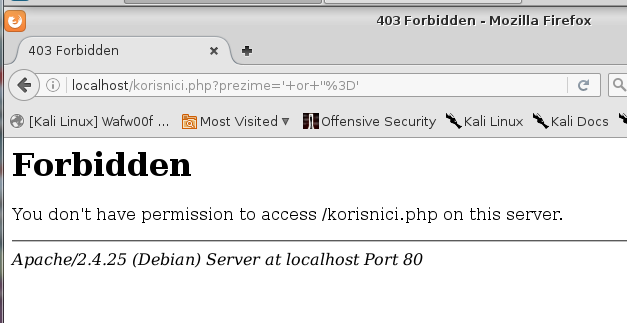 403 Forbidden - Mozilla Firefox
403 Forbidden
localhost/korisnici.php?prezime='+or+''%3D'
[Kali Linux] Wafw00f ... Most Visited Offensive Security Kali Linux Kali Docs
Forbidden
You don't have permission to access /korisnici.php on this server.
Apache/2.4.25 (Debian) Server at localhost Port 80